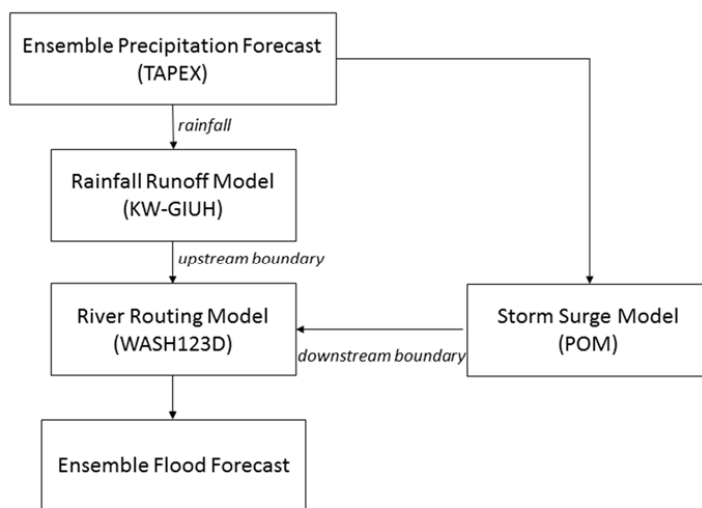 Ensemble Precipitation Forecast
(TAPEX)
rainfall
Rainfall Runoff Model
(KW-GIUH)
upstream boundary
River Routing Model
(WASH123D)
downstream boundary
Storm Surge Model
(POM)
Ensemble Flood Forecast